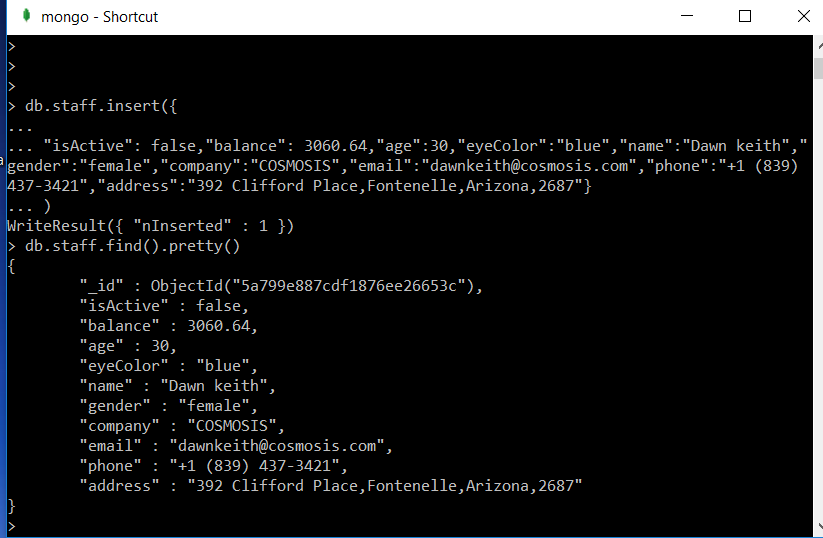 mongo - Shortcut
>
>
>
> db.staff.insert({
...
... "isActive": false,"balance": 3060.64,"age":30,"eyeColor":"blue","name":"Dawn keith","
gender":"female","company":"COSMOSIS","email":"dawnkeith@cosmosis.com","phone":"+1 (839)
437-3421","address":"392 Clifford Place,Fontenelle,Arizona,2687"}
... )
WriteResult({ "nInserted" : 1 })
> db.staff.find().pretty()
{
        "_id" : ObjectId("5a799e887cdf1876ee26653c"),
        "isActive" : false,
        "balance" : 3060.64,
        "age" : 30,
        "eyeColor" : "blue",
        "name" : "Dawn keith",
        "gender" : "female",
        "company" : "COSMOSIS",
        "email" : "dawnkeith@cosmosis.com",
        "phone" : "+1 (839) 437-3421",
        "address" : "392 Clifford Place,Fontenelle,Arizona,2687"
}
>